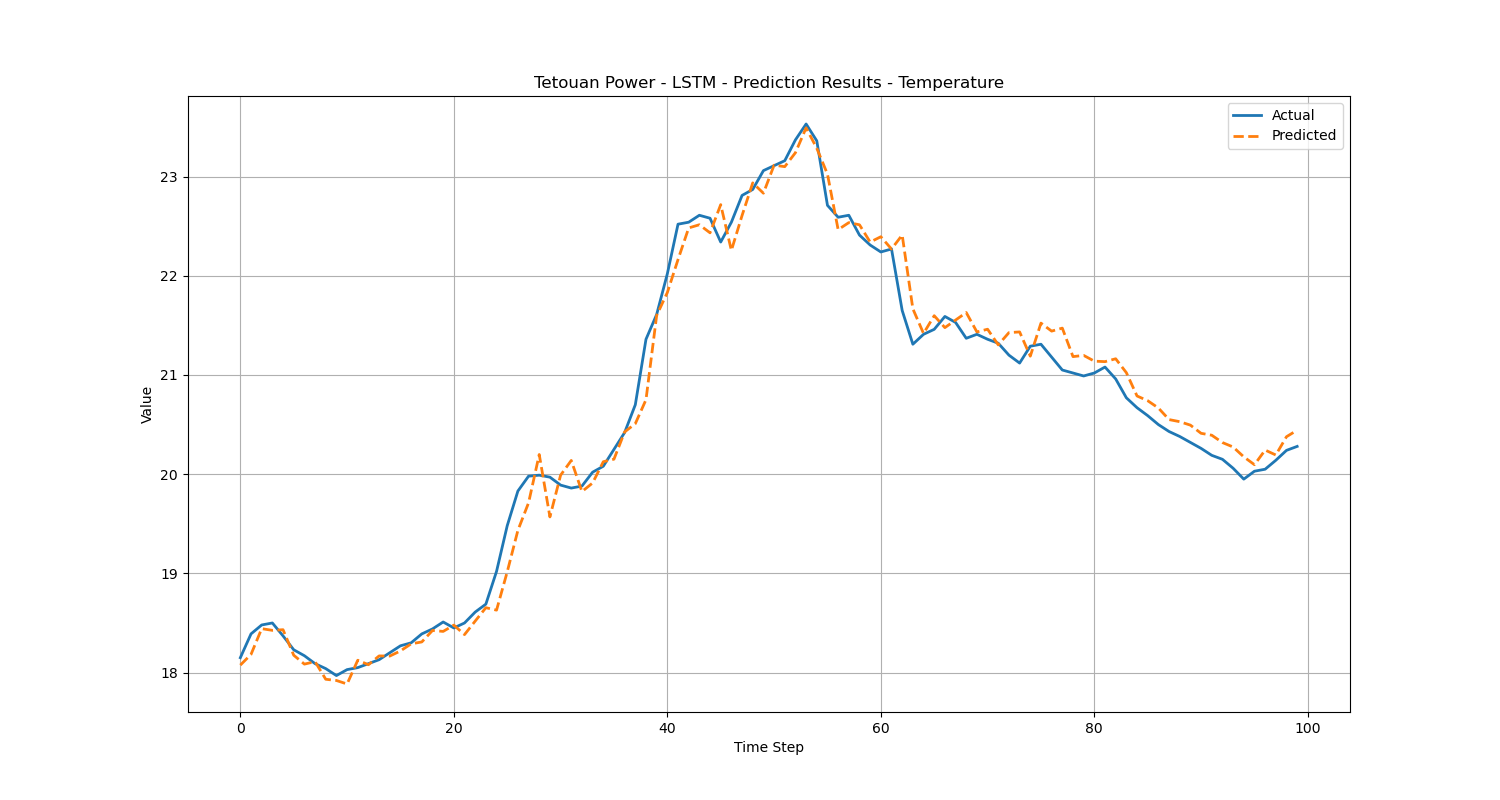 Tetouan Power - LSTM - Prediction Results - Temperature
Actual
Predicted
23
22
21
20
19
18
Value
0 20 40 60 80 100
Time Step